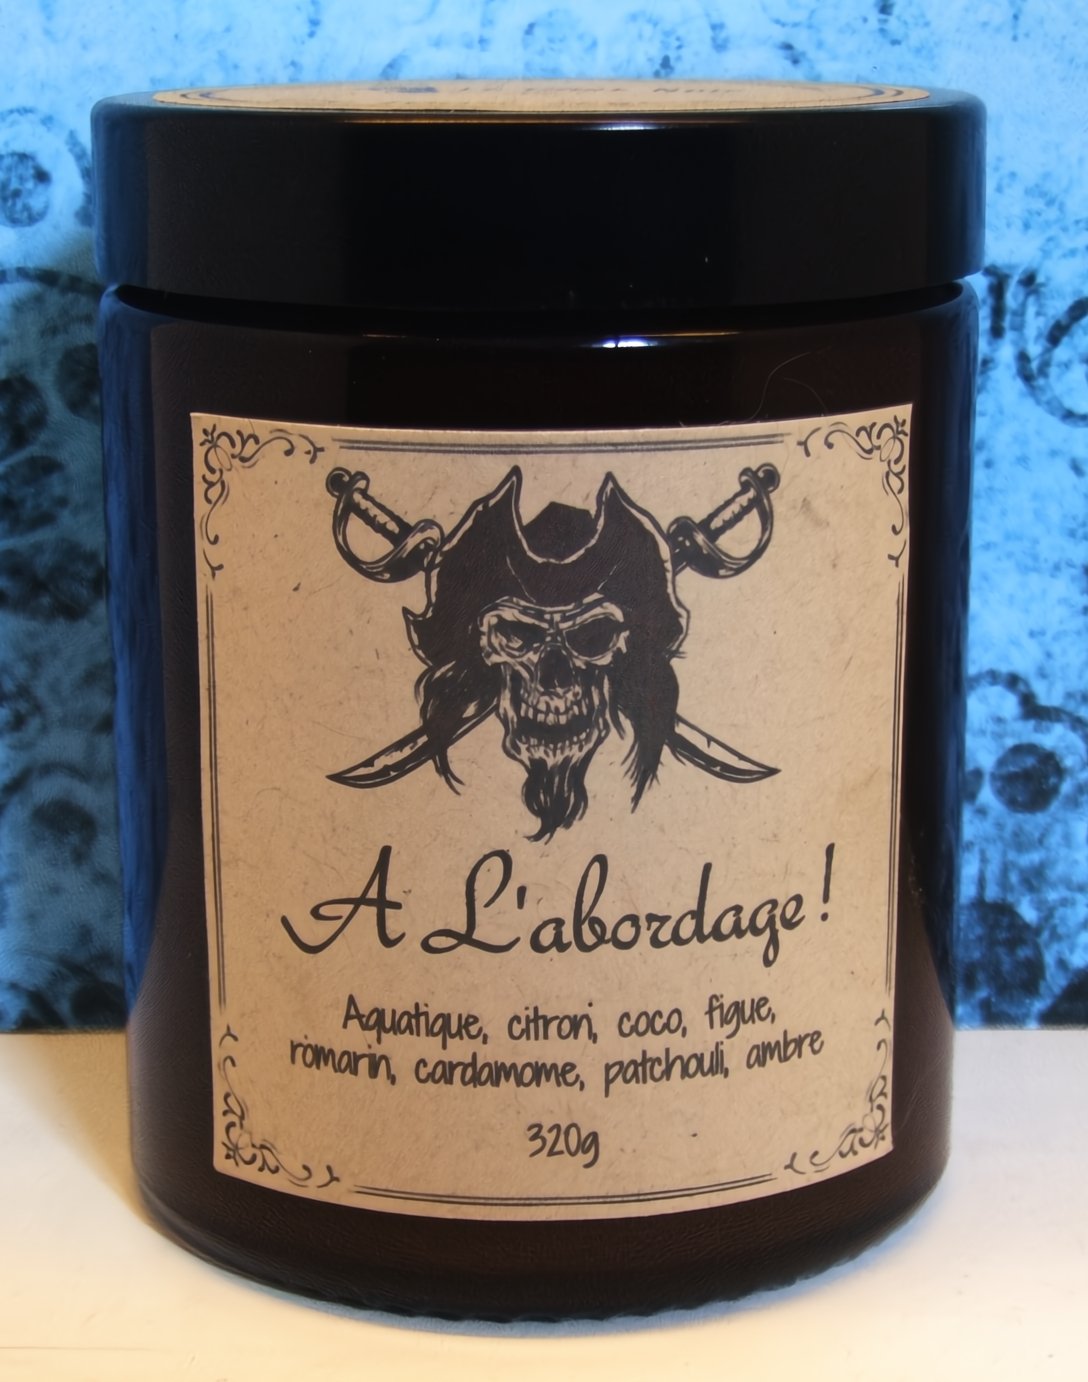 A L'abordage !
Aquatique, citron, coco, figue,
romarin, cardamome, patchouli, ambre
320g